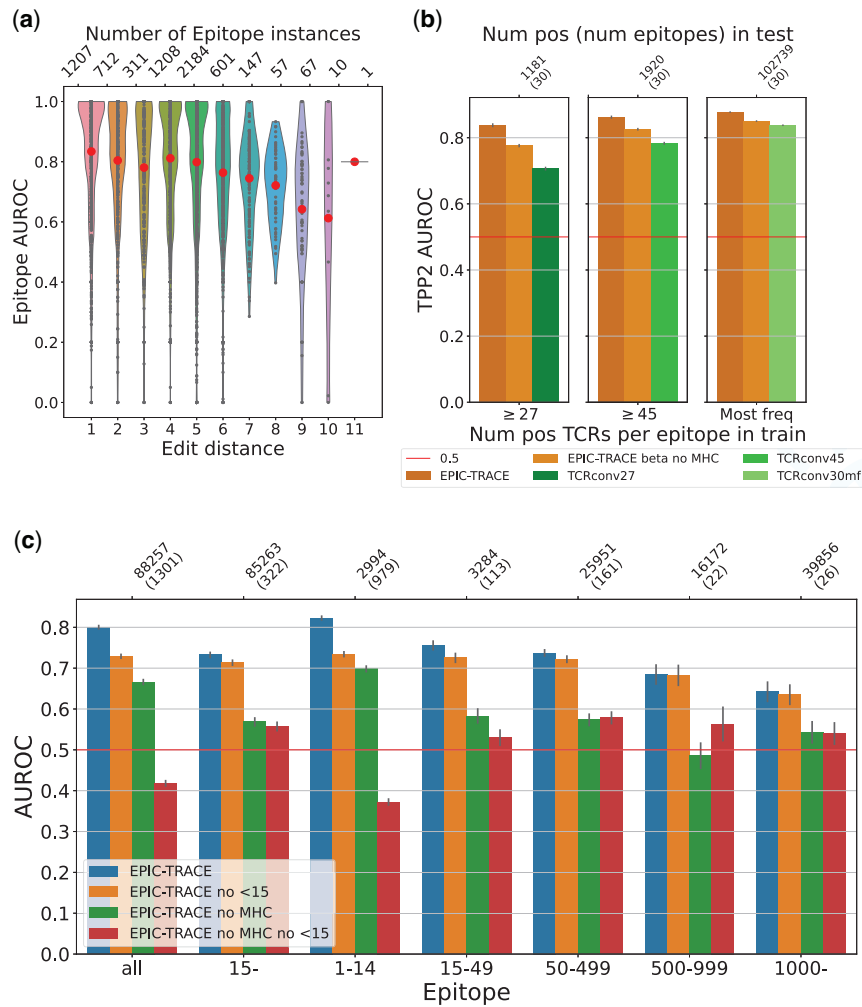 (a)
Number of Epitope instances
1207 712 311 1208 2184 601 147 57 67 10 1
Epitope AUROC
1.0
0.8
0.6
0.4
0.2
0.0
1 2 3 4 5 6 7 8 9 10 11
Edit distance
(b)
Num pos (num epitopes) in test
1181 (30) 1920 (30) 102739 (30)
TPP2 AUROC
0.8
0.6
0.4
0.2
0.0
≥ 27 ≥ 45 Most freq
Num pos TCRs per epitope in train
0.5 EPIC-TRACE beta no MHC TCRconv45
EPIC-TRACE TCRconv27 TCRconv30mf
(c)
88257 (1301) 85263 (322) 2994 (979) 3284 (113) 25951 (161) 16172 (22) 39856 (26)
AUROC
0.8
0.7
0.6
0.5
0.4
0.3
0.2
0.1
0.0
EPIC-TRACE
EPIC-TRACE no <15
EPIC-TRACE no MHC
EPIC-TRACE no MHC no <15
all 15- 1-14 15-49 50-499 500-999 1000-
Epitope